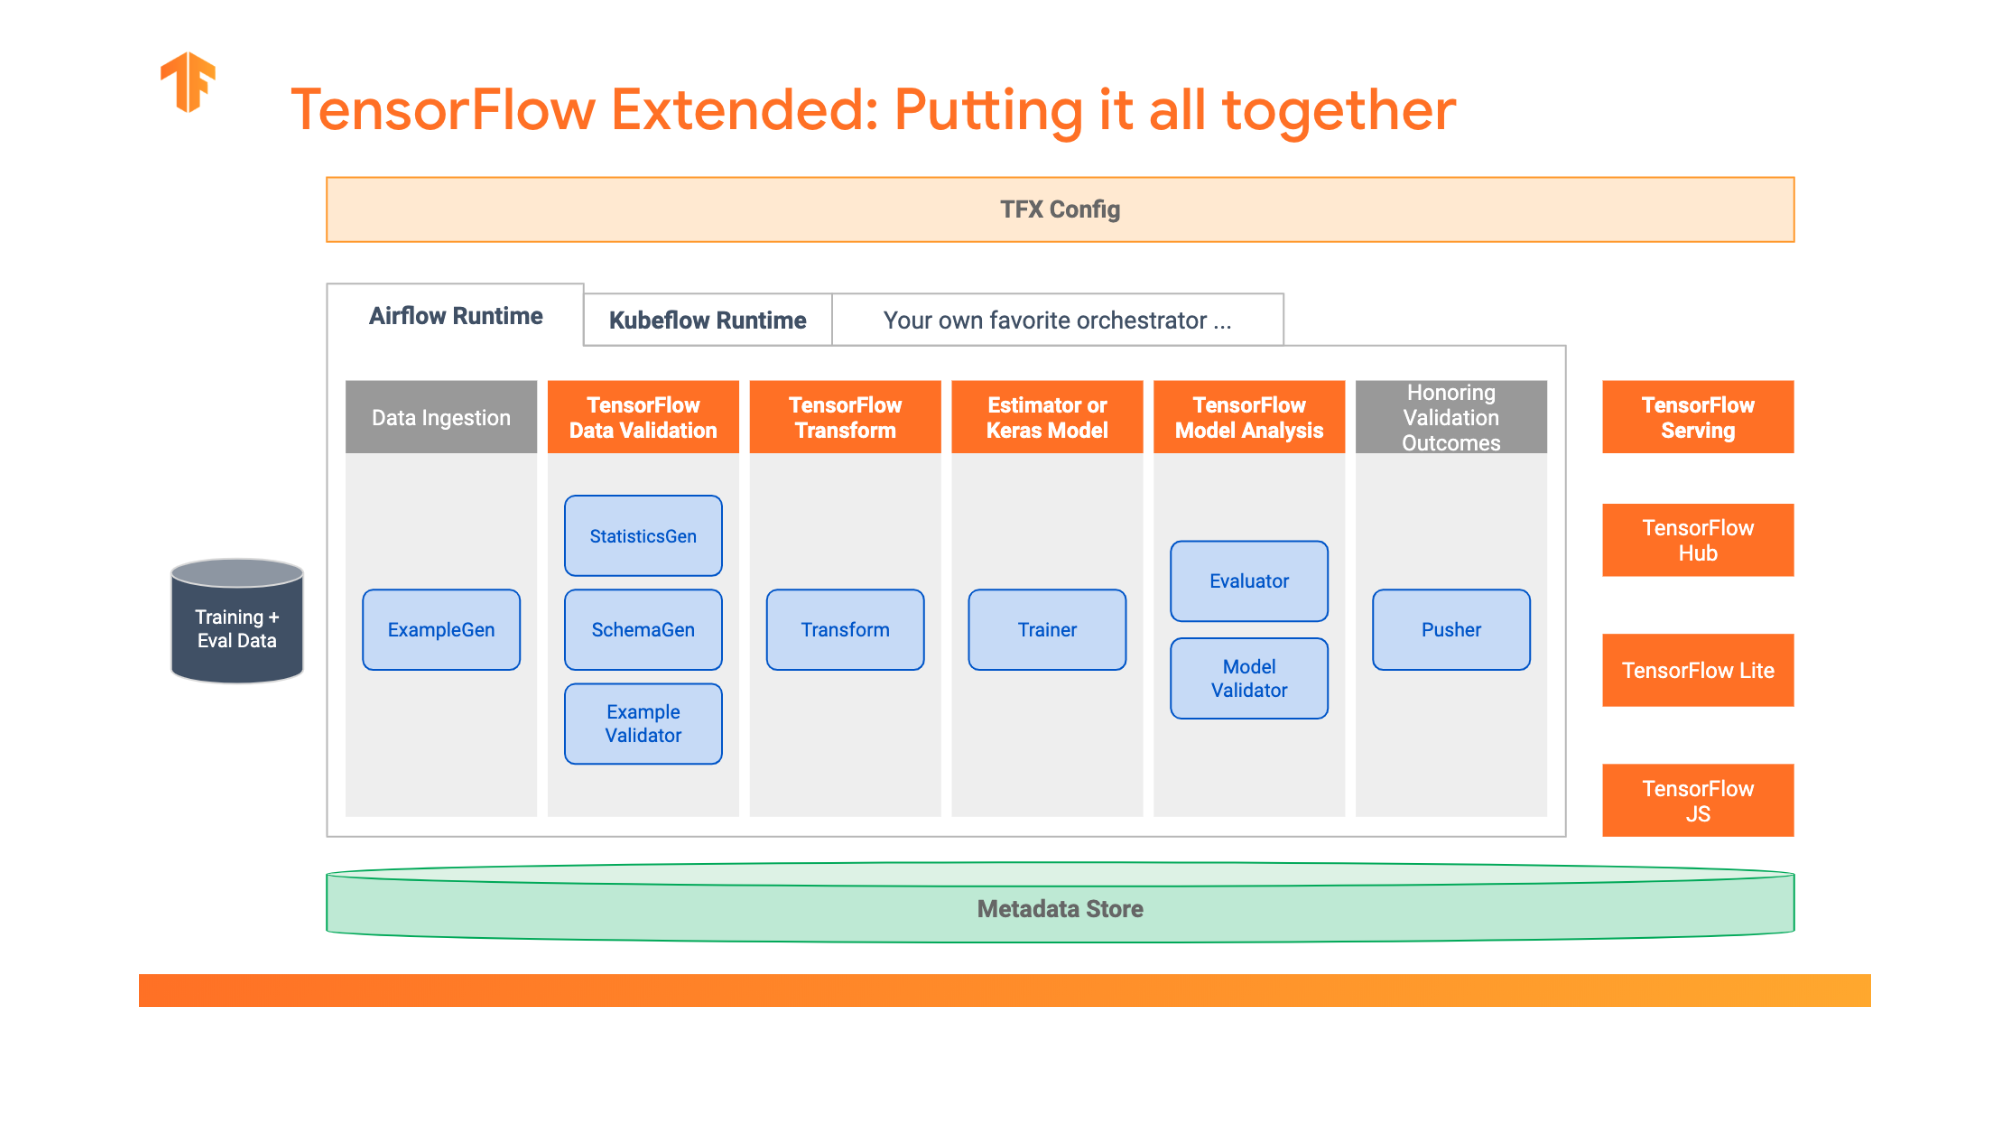 TensorFlow Extended: Putting it all together
TFX Config
Airflow Runtime
Kubeflow Runtime
Your own favorite orchestrator ...
Data Ingestion
TensorFlow
Data Validation
TensorFlow
Transform
Estimator or
Keras Model
TensorFlow
Model Analysis
Honoring
Validation
Outcomes
TensorFlow
Serving
Training +
Eval Data
ExampleGen
StatisticsGen
SchemaGen
Example
Validator
Transform
Trainer
Evaluator
Model
Validator
Pusher
TensorFlow
Hub
TensorFlow Lite
TensorFlow
JS
Metadata Store